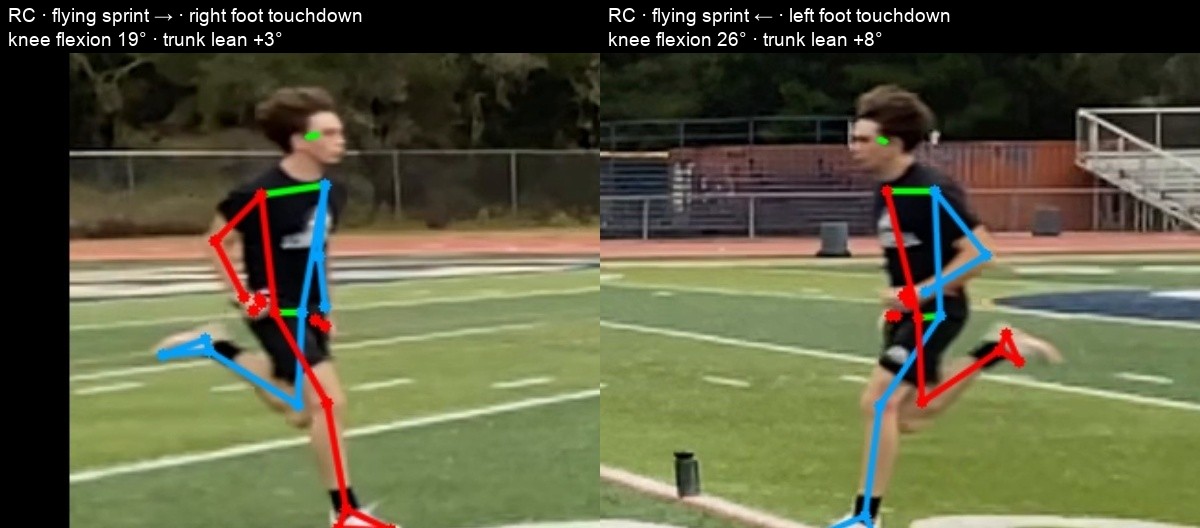 RC · flying sprint → · right foot touchdown
knee flexion 19° · trunk lean +3°
RC · flying sprint ← · left foot touchdown
knee flexion 26° · trunk lean +8°